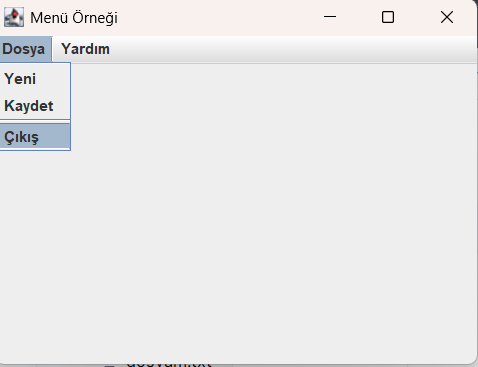 Menü Örneği
Dosya Yardım
Yeni
Kaydet
Çıkış